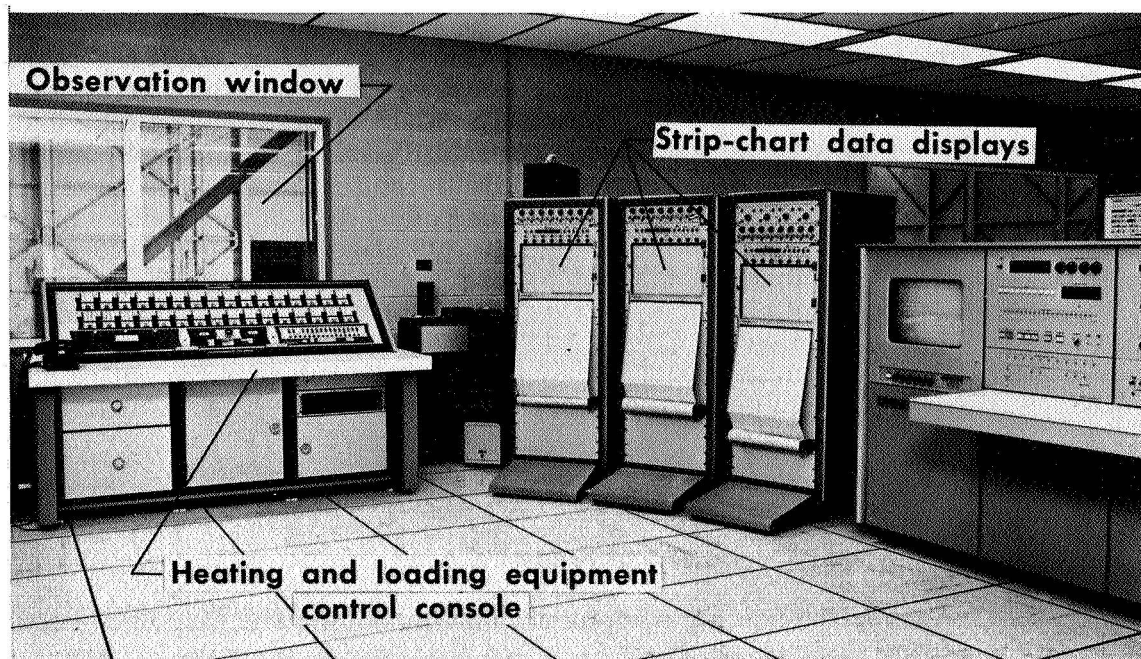 Observation window
Strip-chart data displays
Heating and loading equipment
control console